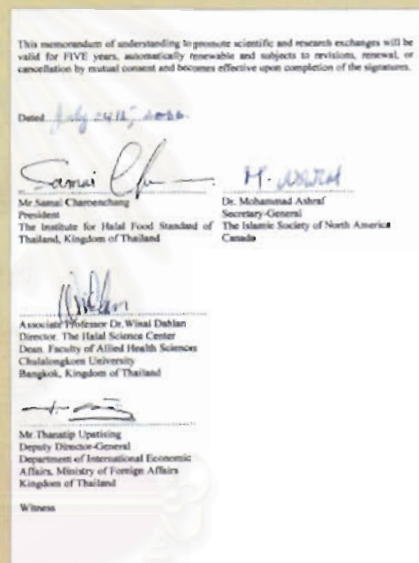 This memorandum of understanding to promote scientific and research exchanges will be
valid for FIVE years, automatically renewable and subjects to revisions, renewal, or
cancellation by mutual consent and becomes effective upon completion of the signatures.
Dated July 24th, 2006
Samai
Mr.Samai Charoenchang
President
The Institute for Halal Food Standard of
Thailand, Kingdom of Thailand
M. Ashraf
Dr. Mohammad Ashraf
Secretary-General
The Islamic Society of North America
Canada
Associate Professor Dr.Winai Dahlan
Director, The Halal Science Center
Dean, Faculty of Allied Health Sciences
Chulalongkorn University
Bangkok, Kingdom of Thailand
Mr.Thanatip Upatising
Deputy Director-General
Department of International Economic
Affairs, Ministry of Foreign Affairs
Kingdom of Thailand
Witness